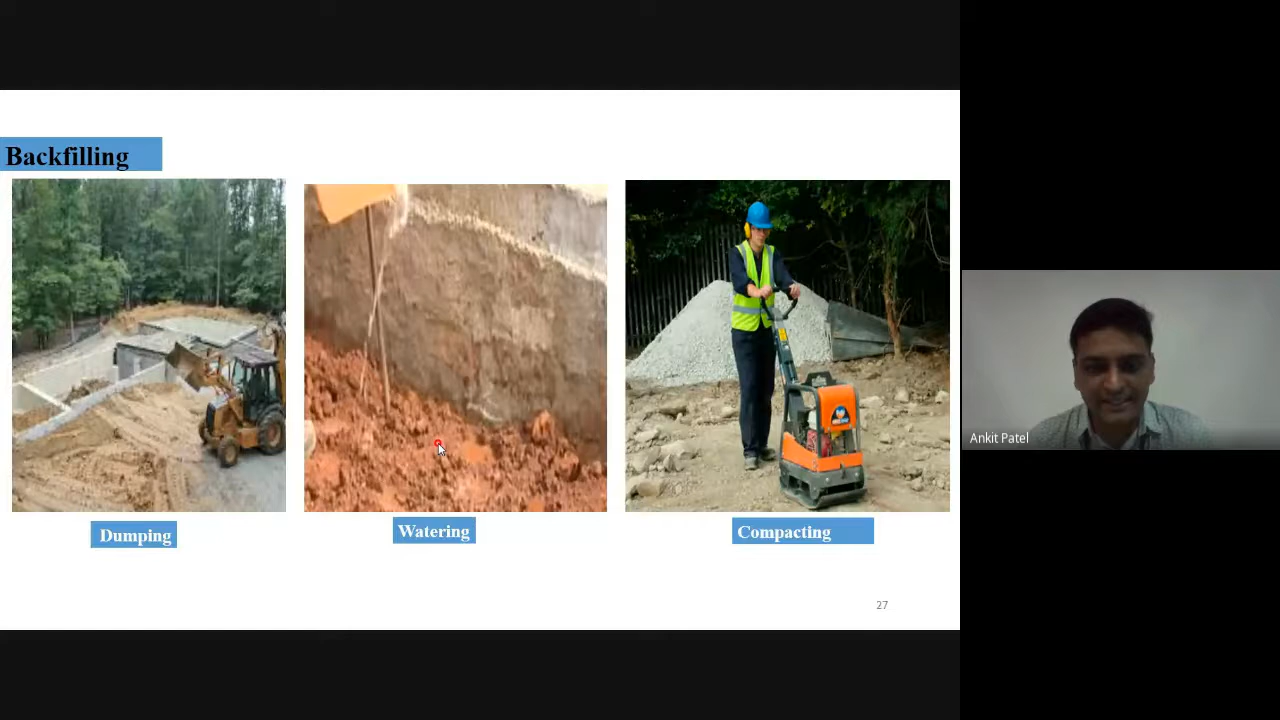 Backfilling
Dumping
Watering
Compacting
27
Ankit Patel